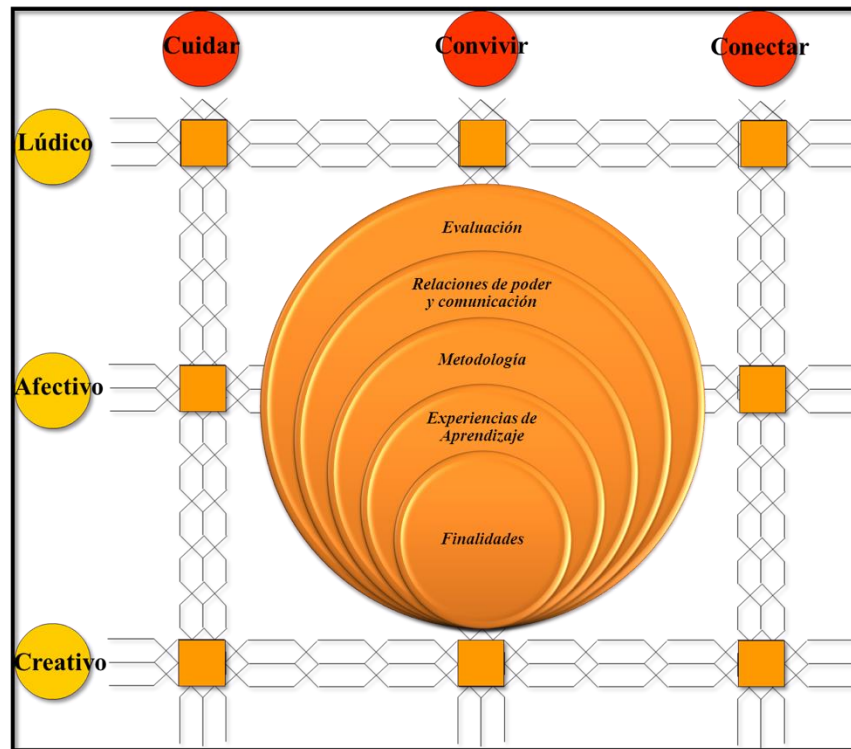 Cuidar
Convivir
Conectar
Lúdico
Evaluación
Relaciones de poder
y comunicación
Metodología
Afectivo
Experiencias de
Aprendizaje
Finalidades
Creativo